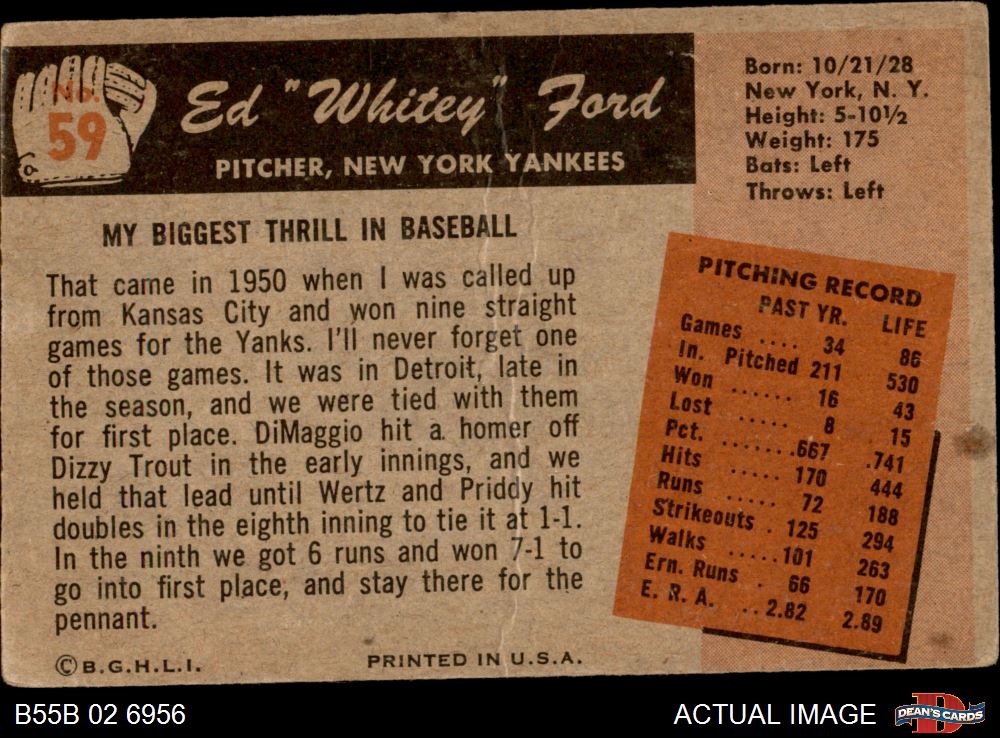 No.
59
Ed "Whitey" Ford
PITCHER, NEW YORK YANKEES
Born: 10/21/28
New York, N. Y.
Height: 5-10½
Weight: 175
Bats: Left
Throws: Left
MY BIGGEST THRILL IN BASEBALL
That came in 1950 when I was called up
from Kansas City and won nine straight
games for the Yanks. I'll never forget one
of those games. It was in Detroit, late in
the season, and we were tied with them
for first place. DiMaggio hit a homer off
Dizzy Trout in the early innings, and we
held that lead until Wertz and Priddy hit
doubles in the eighth inning to tie it at 1-1.
In the ninth we got 6 runs and won 7-1 to
go into first place, and stay there for the
pennant.
PITCHING RECORD
PAST YR. LIFE
Games .... 34 86
In. Pitched 211 530
Won ...... 16 43
Lost ..... 8 15
Pct. .......667 .741
Hits ..... 170 444
Runs ..... 72 188
Strikeouts . 125 294
Walks .....101 263
Ern. Runs . 66 170
E. R. A. ..2.82 2.89
©B.G.H.L.I.
PRINTED IN U.S.A.
B55B 02 6956
ACTUAL IMAGE
D
DEAN'S CARDS